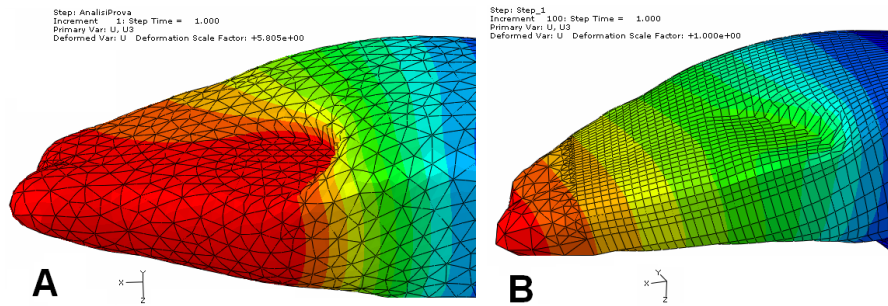 Step: AnalisiProva
Increment 1: Step Time = 1.000
Primary Var: U, U3
Deformed Var: U Deformation Scale Factor: +5.805e+00
A
X
Y
Z
Step: Step_1
Increment 100: Step Time = 1.000
Primary Var: U, U3
Deformed Var: U Deformation Scale Factor: +1.000e+00
B
Y
X
Z